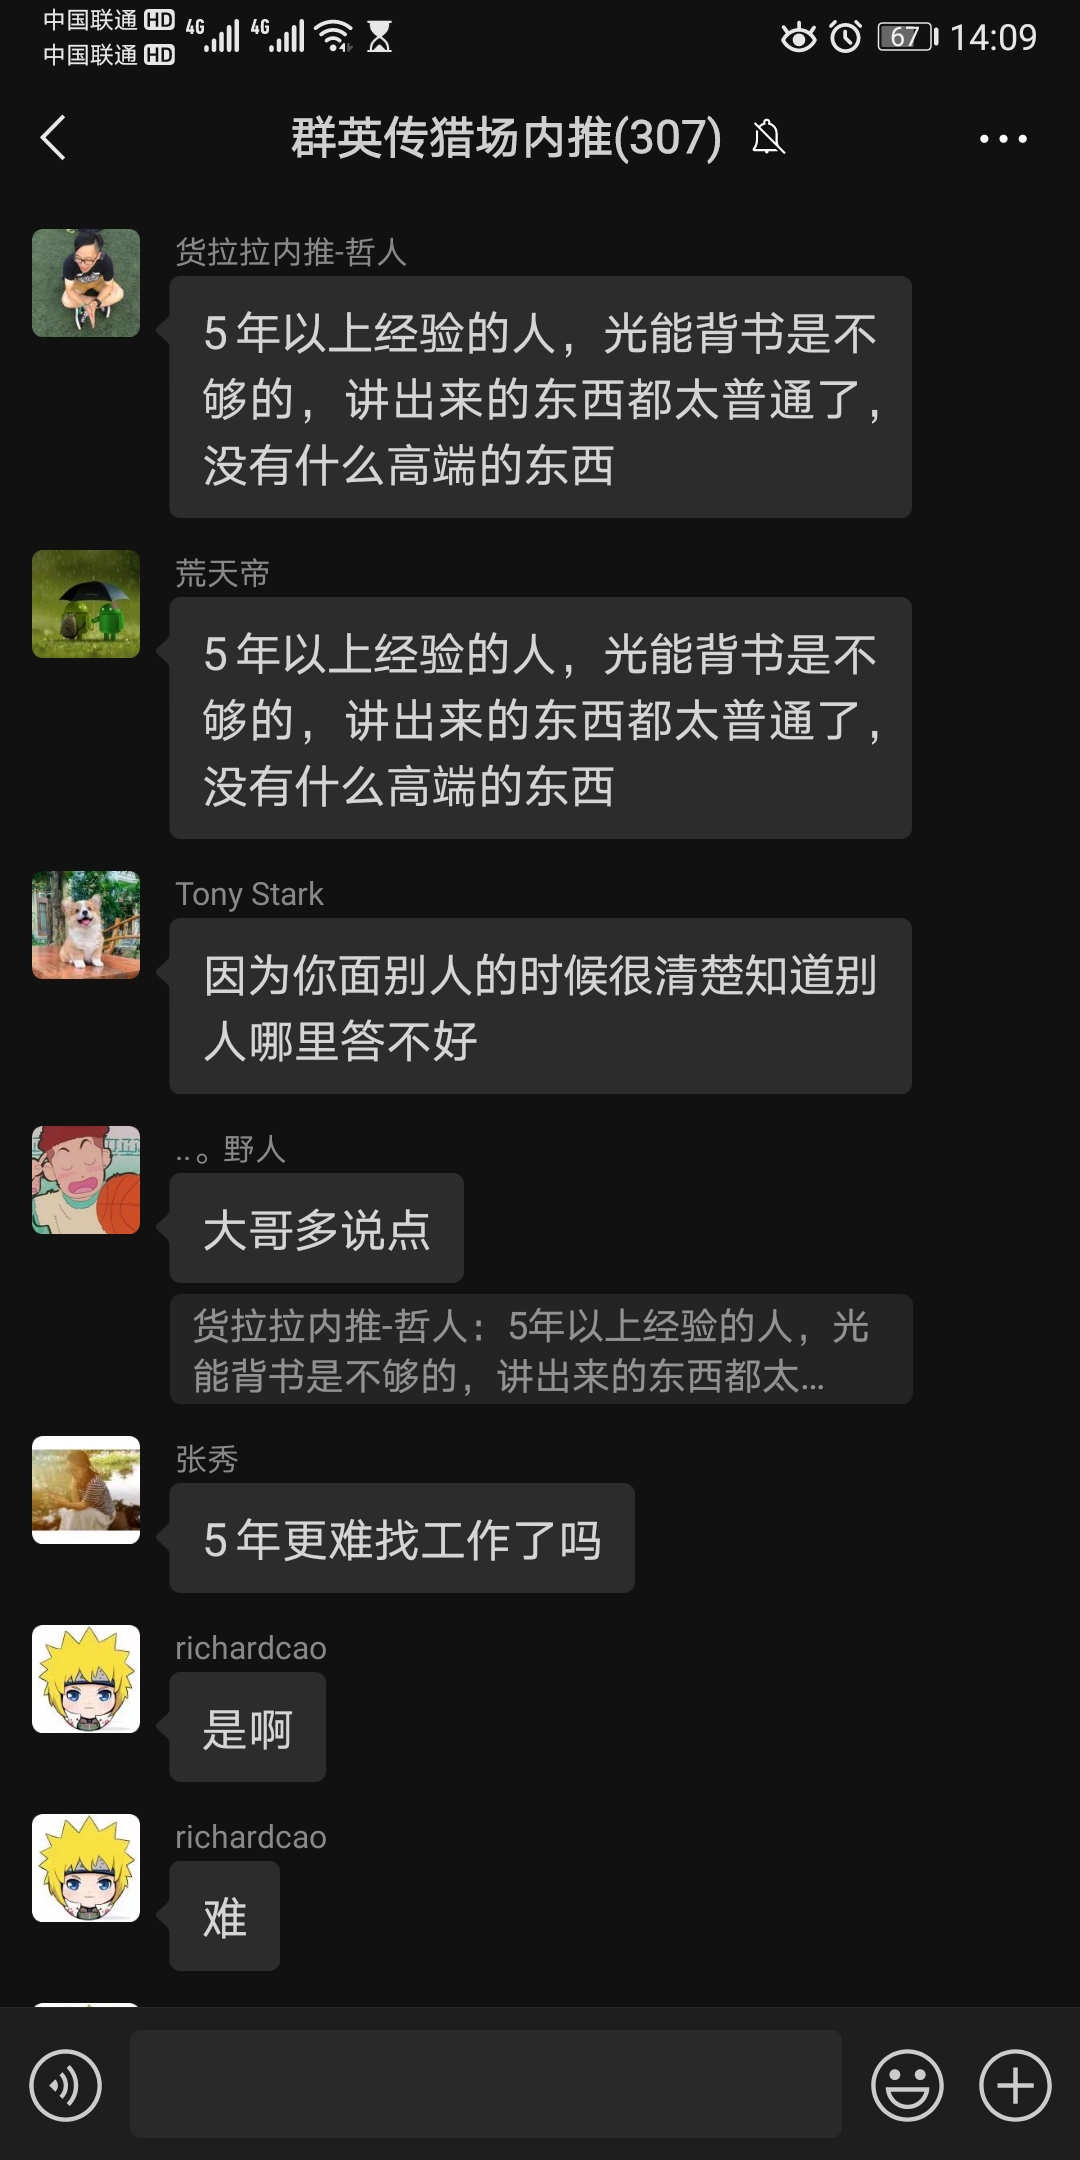 中国联通 HD 4G 4G 67 14:09
中国联通 HD
群英传猎场内推(307)
货拉拉内推-哲人
5年以上经验的人，光能背书是不
够的，讲出来的东西都太普通了，
没有什么高端的东西
荒天帝
5年以上经验的人，光能背书是不
够的，讲出来的东西都太普通了，
没有什么高端的东西
Tony Stark
因为你面别人的时候很清楚知道别
人哪里答不好
..。野人
大哥多说点
货拉拉内推-哲人：5年以上经验的人，光
能背书是不够的，讲出来的东西都太...
张秀
5年更难找工作了吗
richardcao
是啊
richardcao
难